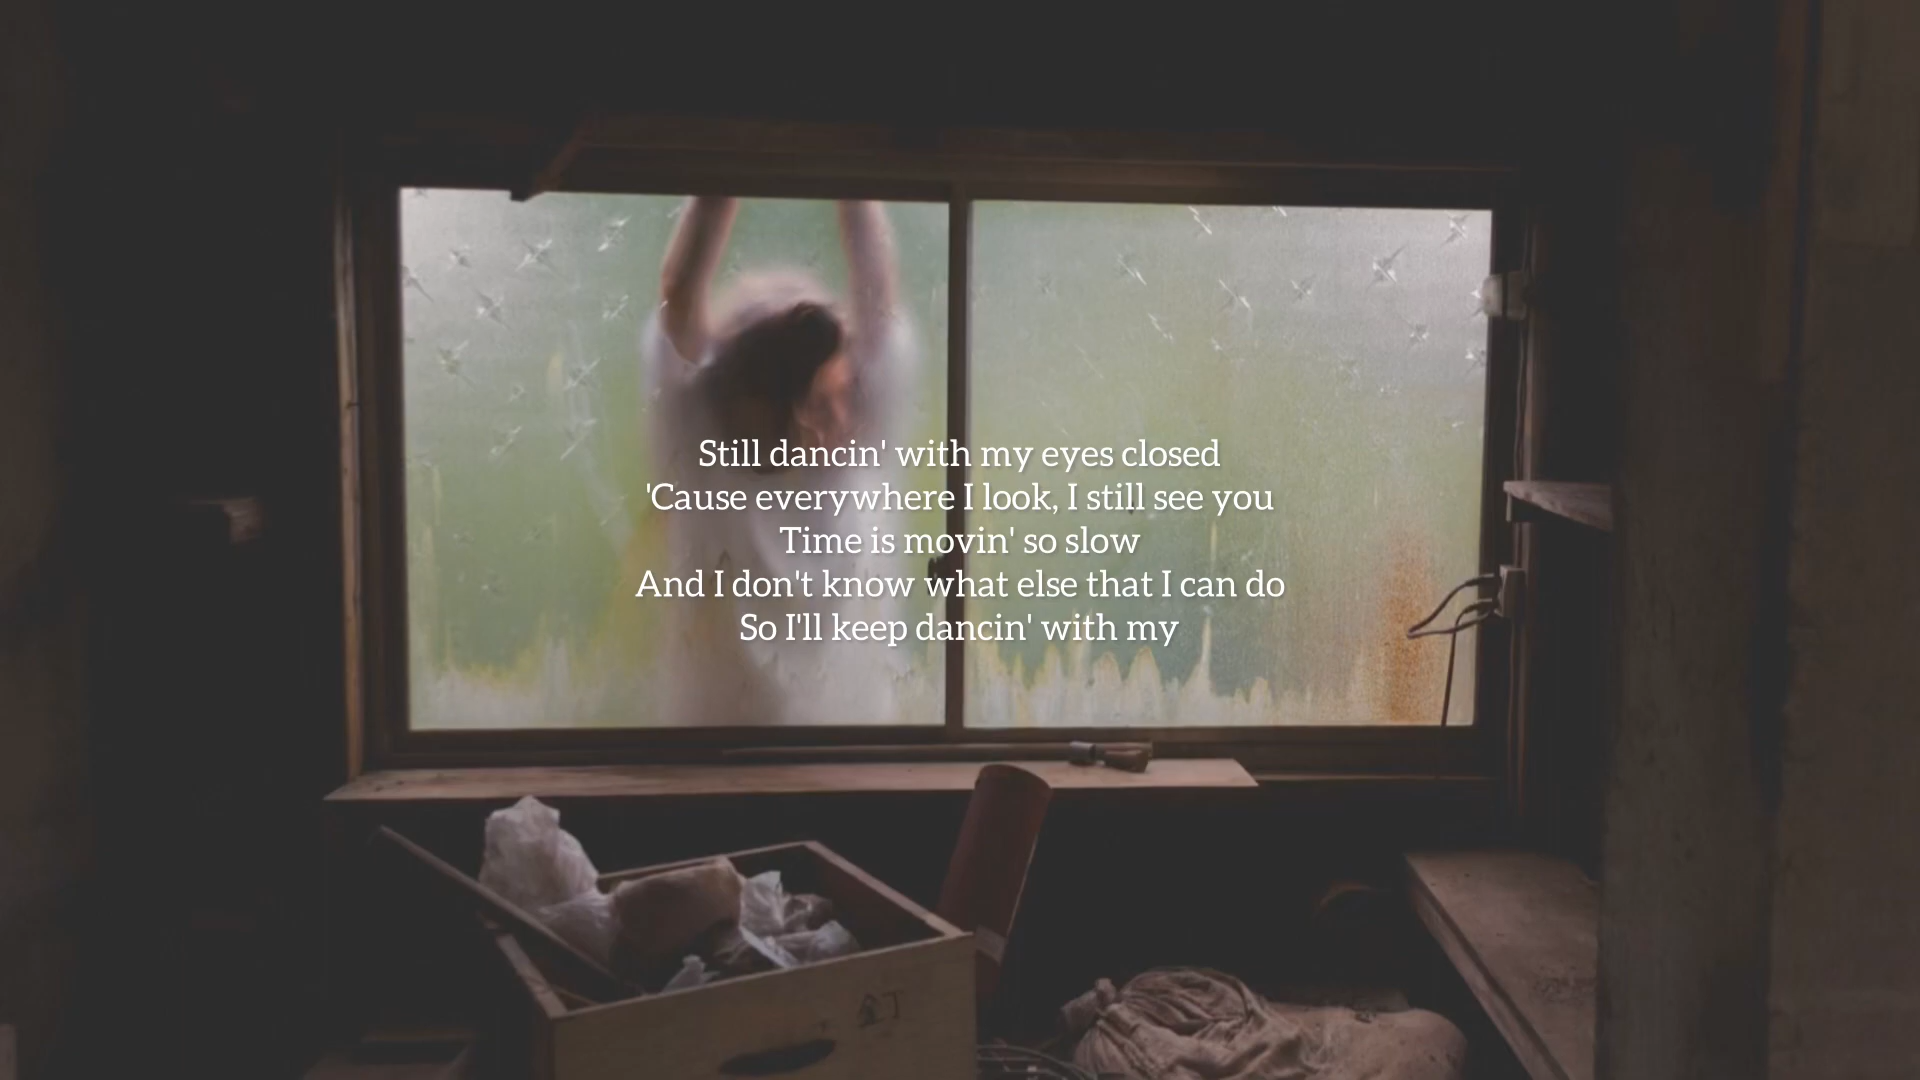 Still dancin' with my eyes closed
'Cause everywhere I look, I still see you
Time is movin' so slow
And I don't know what else that I can do
So I'll keep dancin' with my
釘